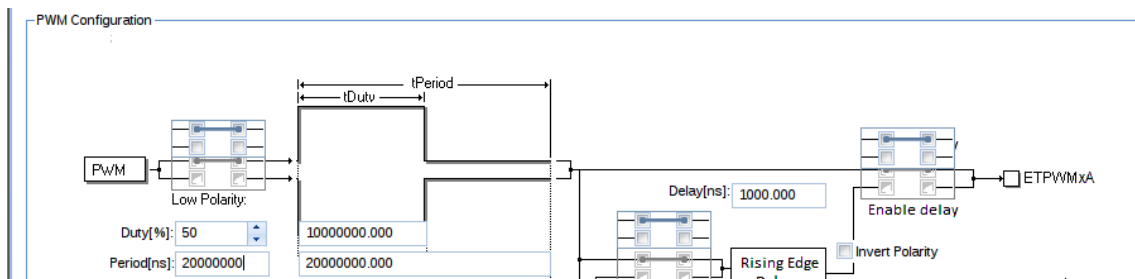 PWM Configuration
tPeriod
tDuty
PWM
ETPWMxA
Low Polarity:
Delay[ns]: 1000.000
Enable delay
Duty[%]: 50
10000000.000
Invert Polarity
Period[ns]: 20000000
20000000.000
Rising Edge